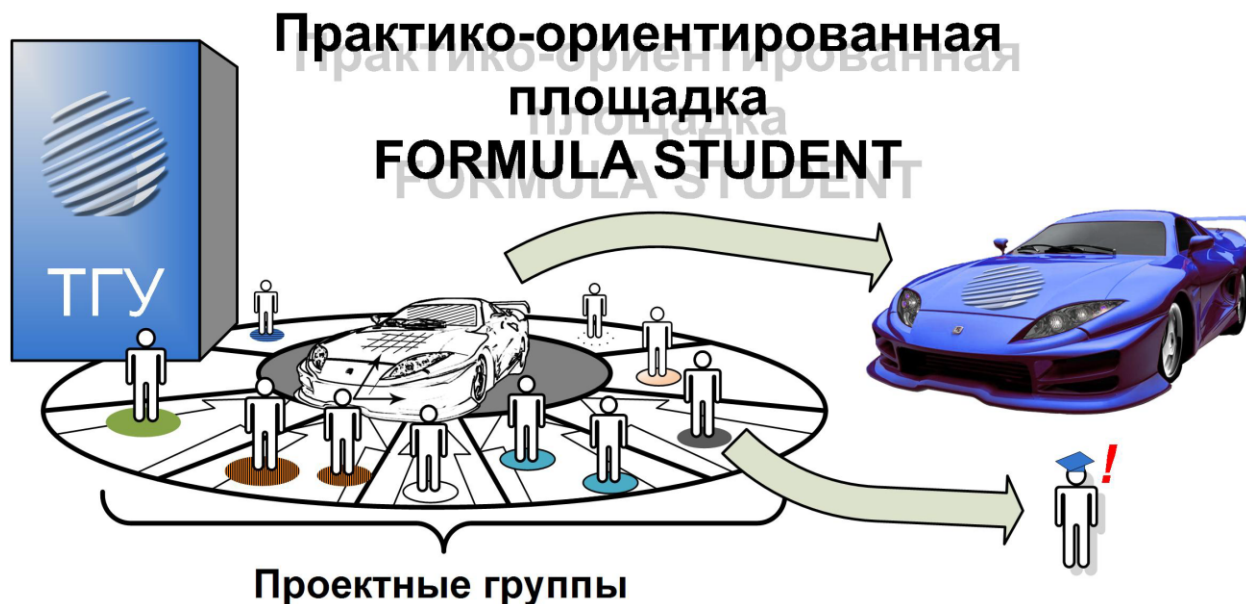 Практико-ориентированная
площадка
FORMULA STUDENT
ТГУ
!
Проектные группы